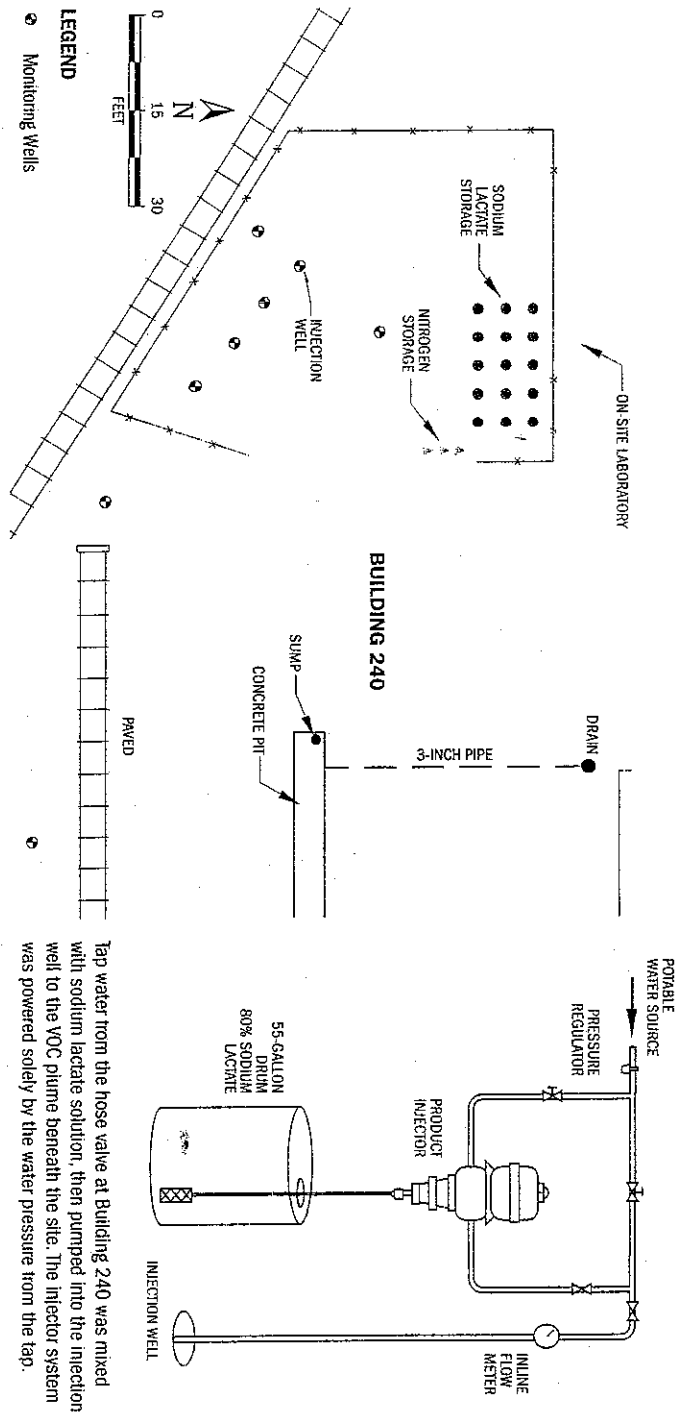 POTABLE
WATER SOURCE
PRESSURE
REGULATOR
PRODUCT
INJECTOR
55-GALLON
DRUM
80% SODIUM
LACTATE
INLINE
FLOW
METER
INJECTION WELL
Tap water from the hose valve at Building 240 was mixed
with sodium lactate solution, then pumped into the injection
well to the VOC plume beneath the site. The injector system
was powered solely by the water pressure from the tap.
ON-SITE LABORATORY
SODIUM
LACTATE
STORAGE
NITROGEN
STORAGE
INJECTION
WELL
BUILDING 240
DRAIN
3-INCH PIPE
SUMP
CONCRETE PIT
PAVED
N
0
15
30
FEET
LEGEND
Monitoring Wells